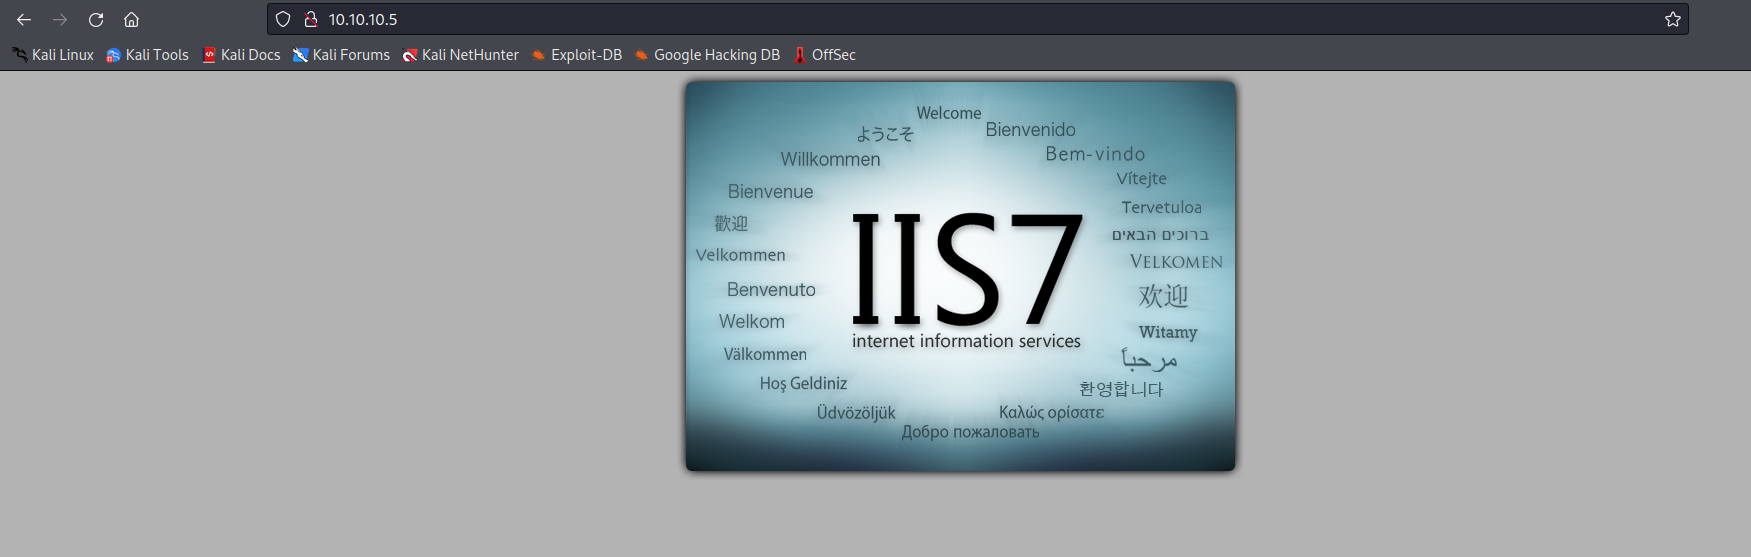 10.10.10.5
Kali Linux Kali Tools Kali Docs Kali Forums Kali NetHunter Exploit-DB Google Hacking DB OffSec
Welcome
ようこそ
Bienvenido
Willkommen
Bem-vindo
Bienvenue
Vítejte
歡迎
Tervetuloa
ברוכים הבאים
Velkommen
VELKOMEN
Benvenuto
欢迎
Welkom
Witamy
IIS7
internet information services
Välkommen
مرحباً
Hoş Geldiniz
환영합니다
Üdvözöljük
Καλώς ορίσατε
Добро пожаловать